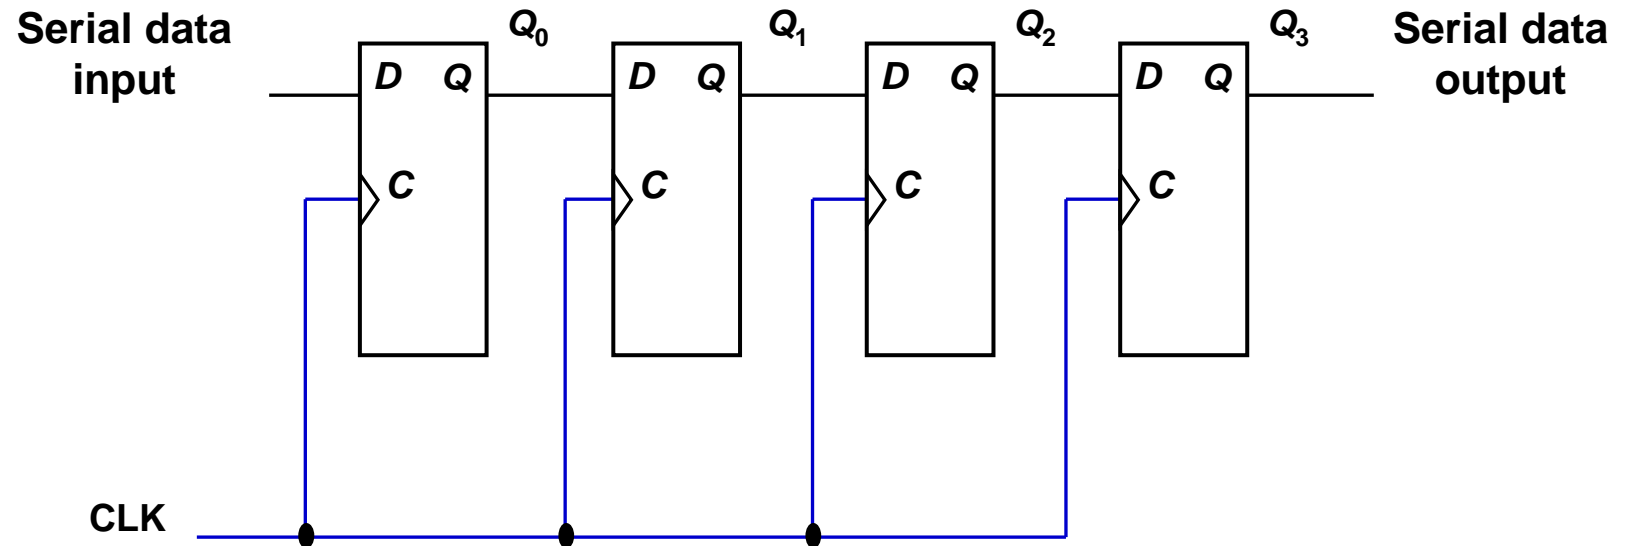 Serial data
input
Q0
Q1
Q2
Q3
Serial data
output
D Q
D Q
D Q
D Q
C
C
C
C
CLK